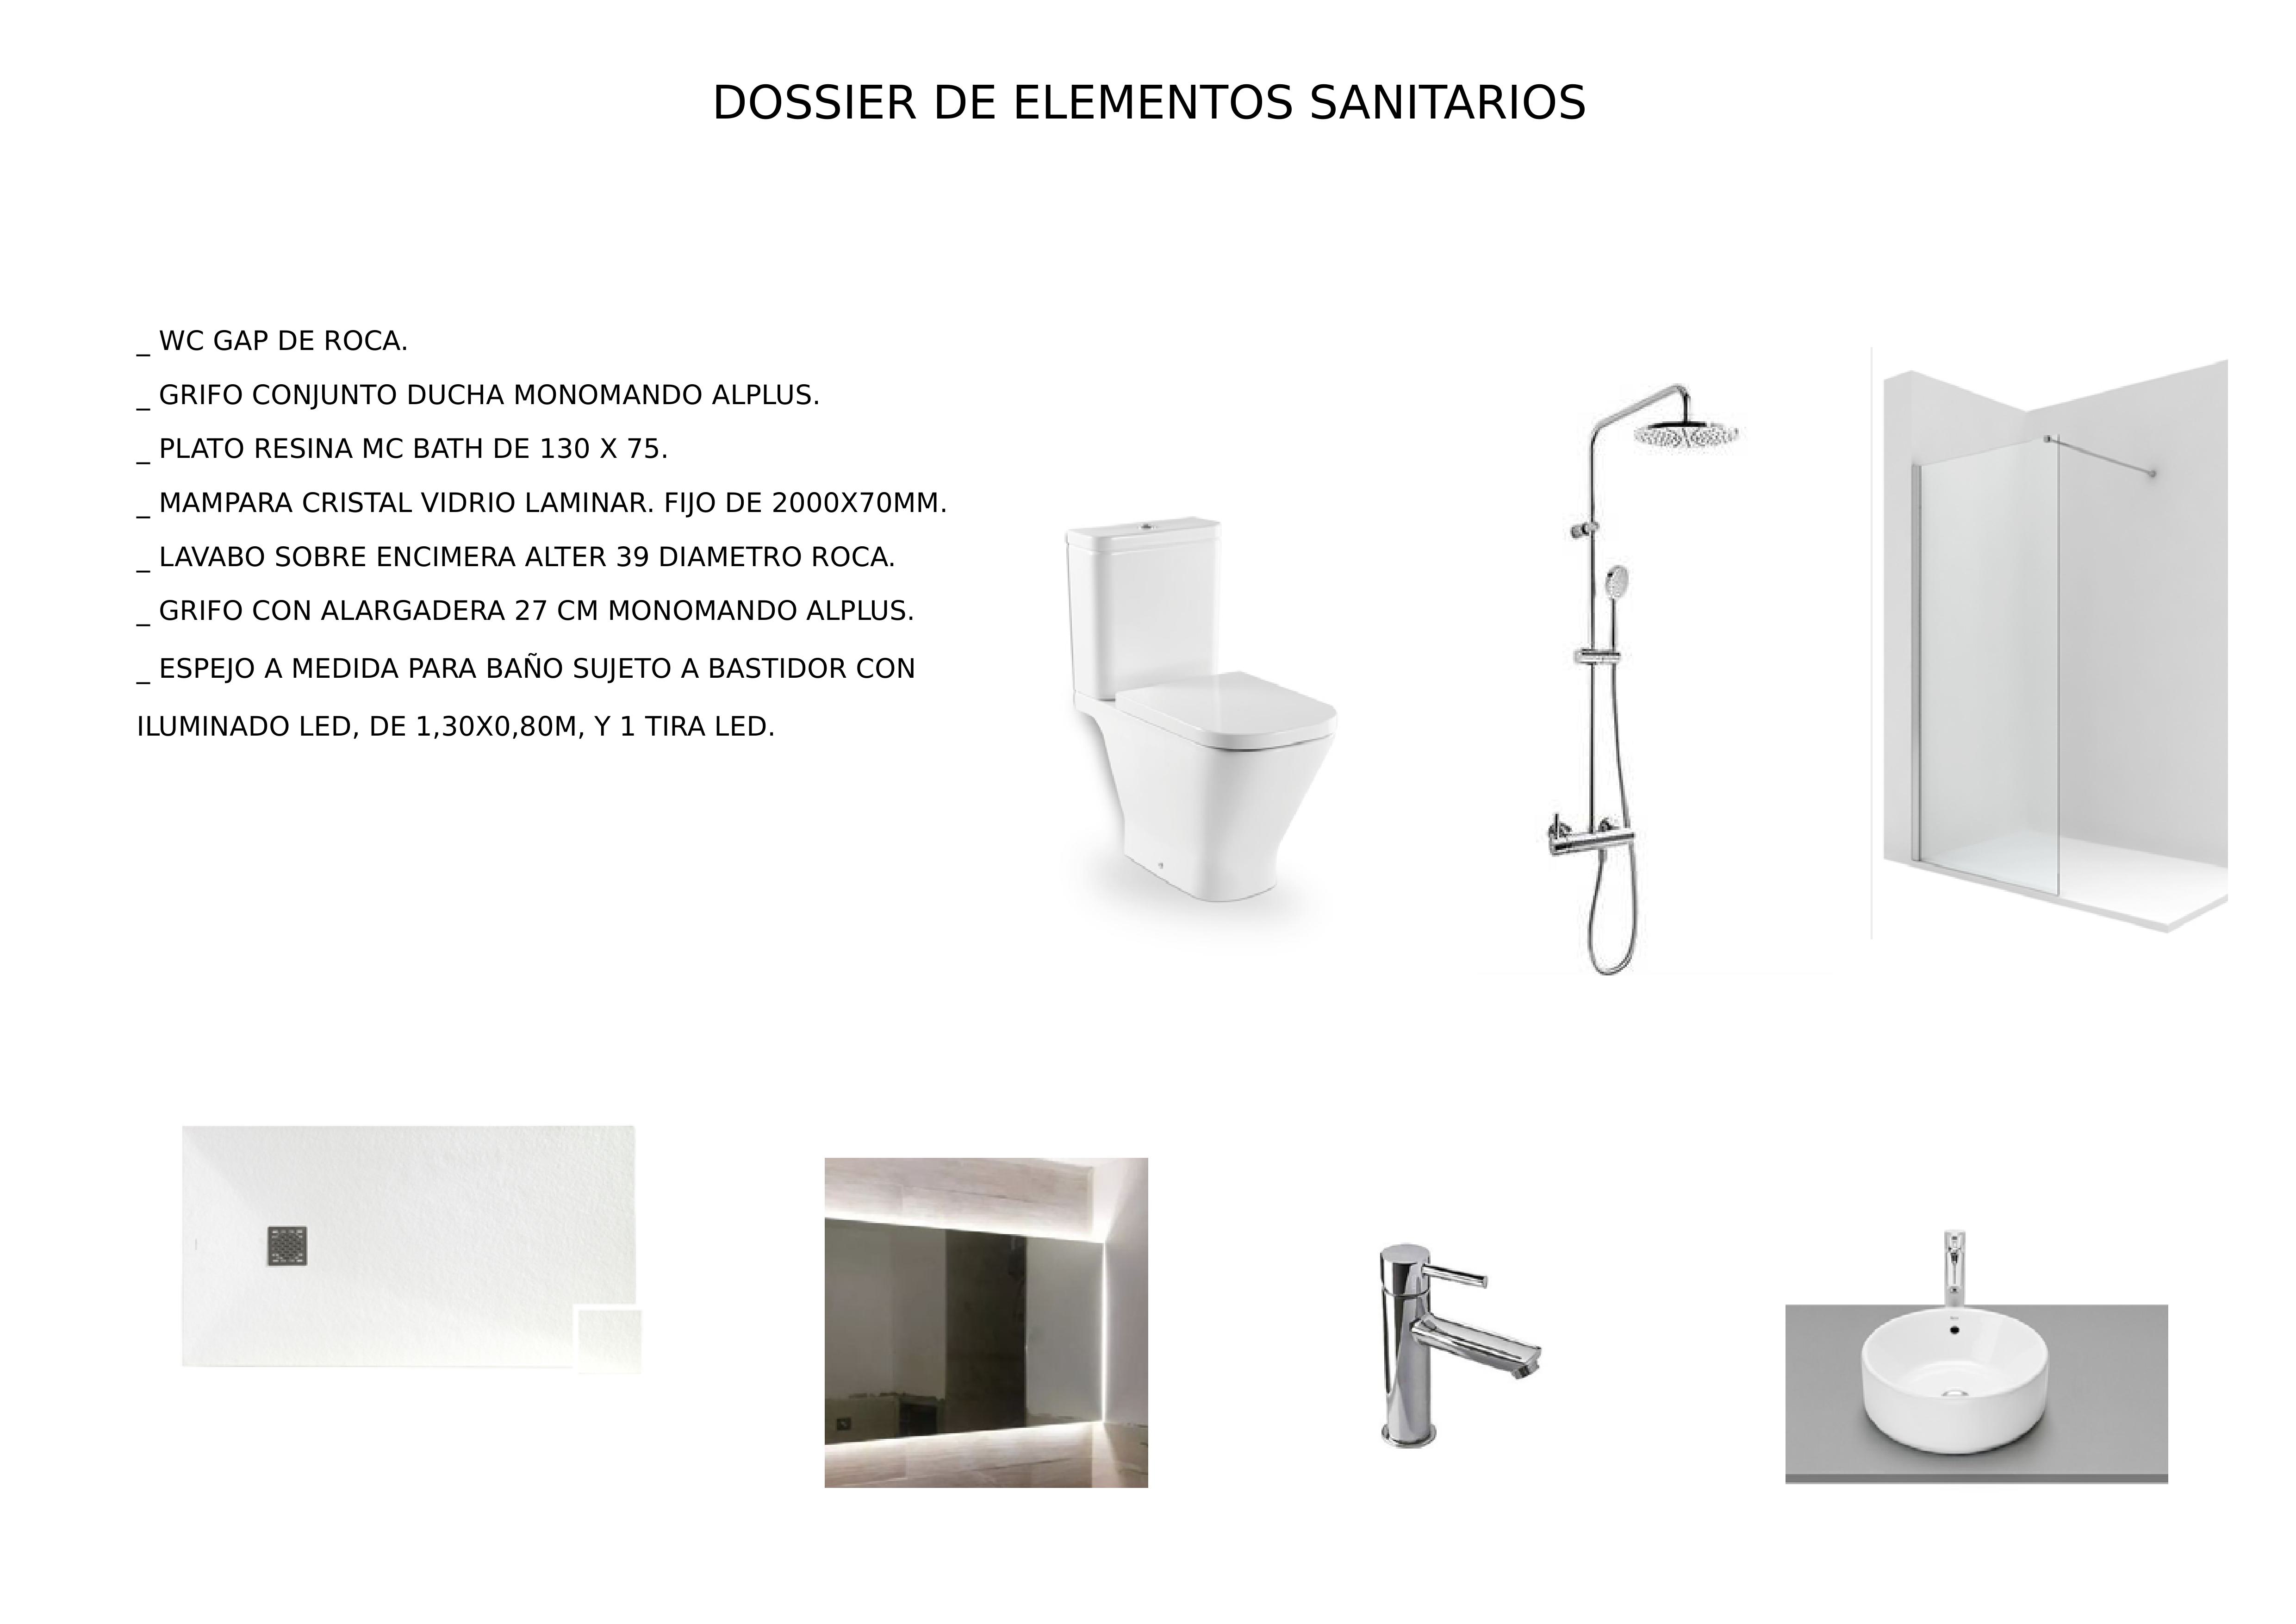 DOSSIER DE ELEMENTOS SANITARIOS
_ WC GAP DE ROCA.
_ GRIFO CONJUNTO DUCHA MONOMANDO ALPLUS.
_ PLATO RESINA MC BATH DE 130 X 75.
_ MAMPARA CRISTAL VIDRIO LAMINAR. FIJO DE 2000X70MM.
_ LAVABO SOBRE ENCIMERA ALTER 39 DIAMETRO ROCA.
_ GRIFO CON ALARGADERA 27 CM MONOMANDO ALPLUS.
_ ESPEJO A MEDIDA PARA BAÑO SUJETO A BASTIDOR CON
ILUMINADO LED, DE 1,30X0,80M, Y 1 TIRA LED.